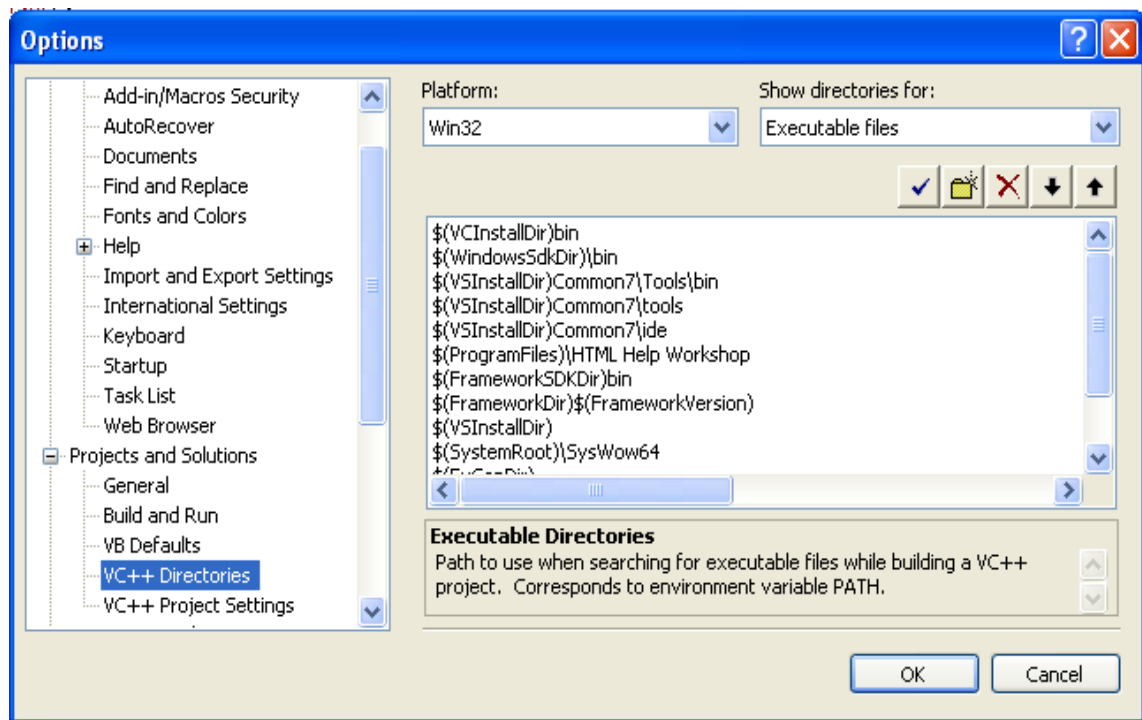 Options
Add-in/Macros Security
AutoRecover
Documents
Find and Replace
Fonts and Colors
Help
Import and Export Settings
International Settings
Keyboard
Startup
Task List
Web Browser
Projects and Solutions
General
Build and Run
VB Defaults
VC++ Directories
VC++ Project Settings
Platform:
Win32
Show directories for:
Executable files
$(VCInstallDir)bin
$(WindowsSdkDir)\bin
$(VSInstallDir)Common7\Tools\bin
$(VSInstallDir)Common7\tools
$(VSInstallDir)Common7\ide
$(ProgramFiles)\HTML Help Workshop
$(FrameworkSDKDir)bin
$(FrameworkDir)$(FrameworkVersion)
$(VSInstallDir)
$(SystemRoot)\SysWow64
Executable Directories
Path to use when searching for executable files while building a VC++
project.  Corresponds to environment variable PATH.
OK
Cancel